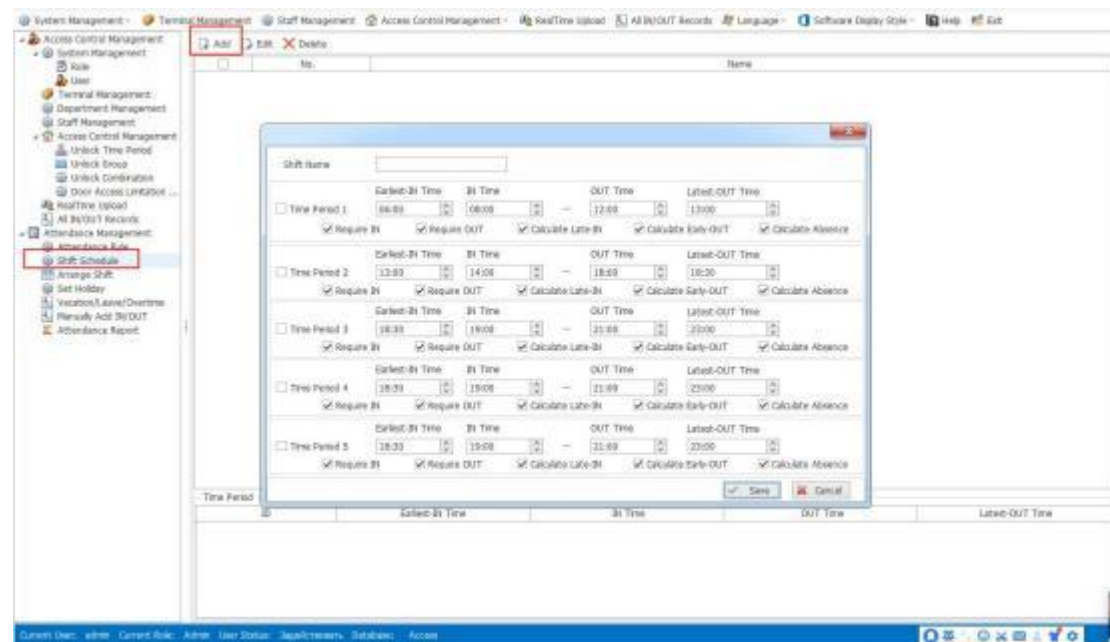 System Management Terminal Management Staff Management Access Control Management RealTime Upload All IN/OUT Records Language Software Display Style Help Exit
Access Control Management
System Management
Role
User
Terminal Management
Department Management
Staff Management
Access Control Management
Unlock Time Period
Unlock Group
Unlock Combination
Door Access Limitation ...
RealTime Upload
All IN/OUT Records
Attendance Management
Attendance Rule
Shift Schedule
Arrange Shift
Set Holiday
Vacation/Leave/Overtime
Manually Add IN/OUT
Attendance Report
Add Edit Delete
No. Name
Shift Name
Earliest-IN Time IN Time OUT Time Latest-OUT Time
Time Period 1 06:00 08:00 — 12:00 13:00
Require IN Require OUT Calculate Late-IN Calculate Early-OUT Calculate Absence
Earliest-IN Time IN Time OUT Time Latest-OUT Time
Time Period 2 13:00 14:00 — 18:00 18:30
Require IN Require OUT Calculate Late-IN Calculate Early-OUT Calculate Absence
Earliest-IN Time IN Time OUT Time Latest-OUT Time
Time Period 3 18:30 19:00 — 21:00 23:00
Require IN Require OUT Calculate Late-IN Calculate Early-OUT Calculate Absence
Earliest-IN Time IN Time OUT Time Latest-OUT Time
Time Period 4 18:30 19:00 — 21:00 23:00
Require IN Require OUT Calculate Late-IN Calculate Early-OUT Calculate Absence
Earliest-IN Time IN Time OUT Time Latest-OUT Time
Time Period 5 18:30 19:00 — 21:00 23:00
Require IN Require OUT Calculate Late-IN Calculate Early-OUT Calculate Absence
Save Cancel
Time Period
ID Earliest-IN Time IN Time OUT Time Latest-OUT Time
Current User: admin Current Role: Admin User Status: Задействовать Database: Access
英